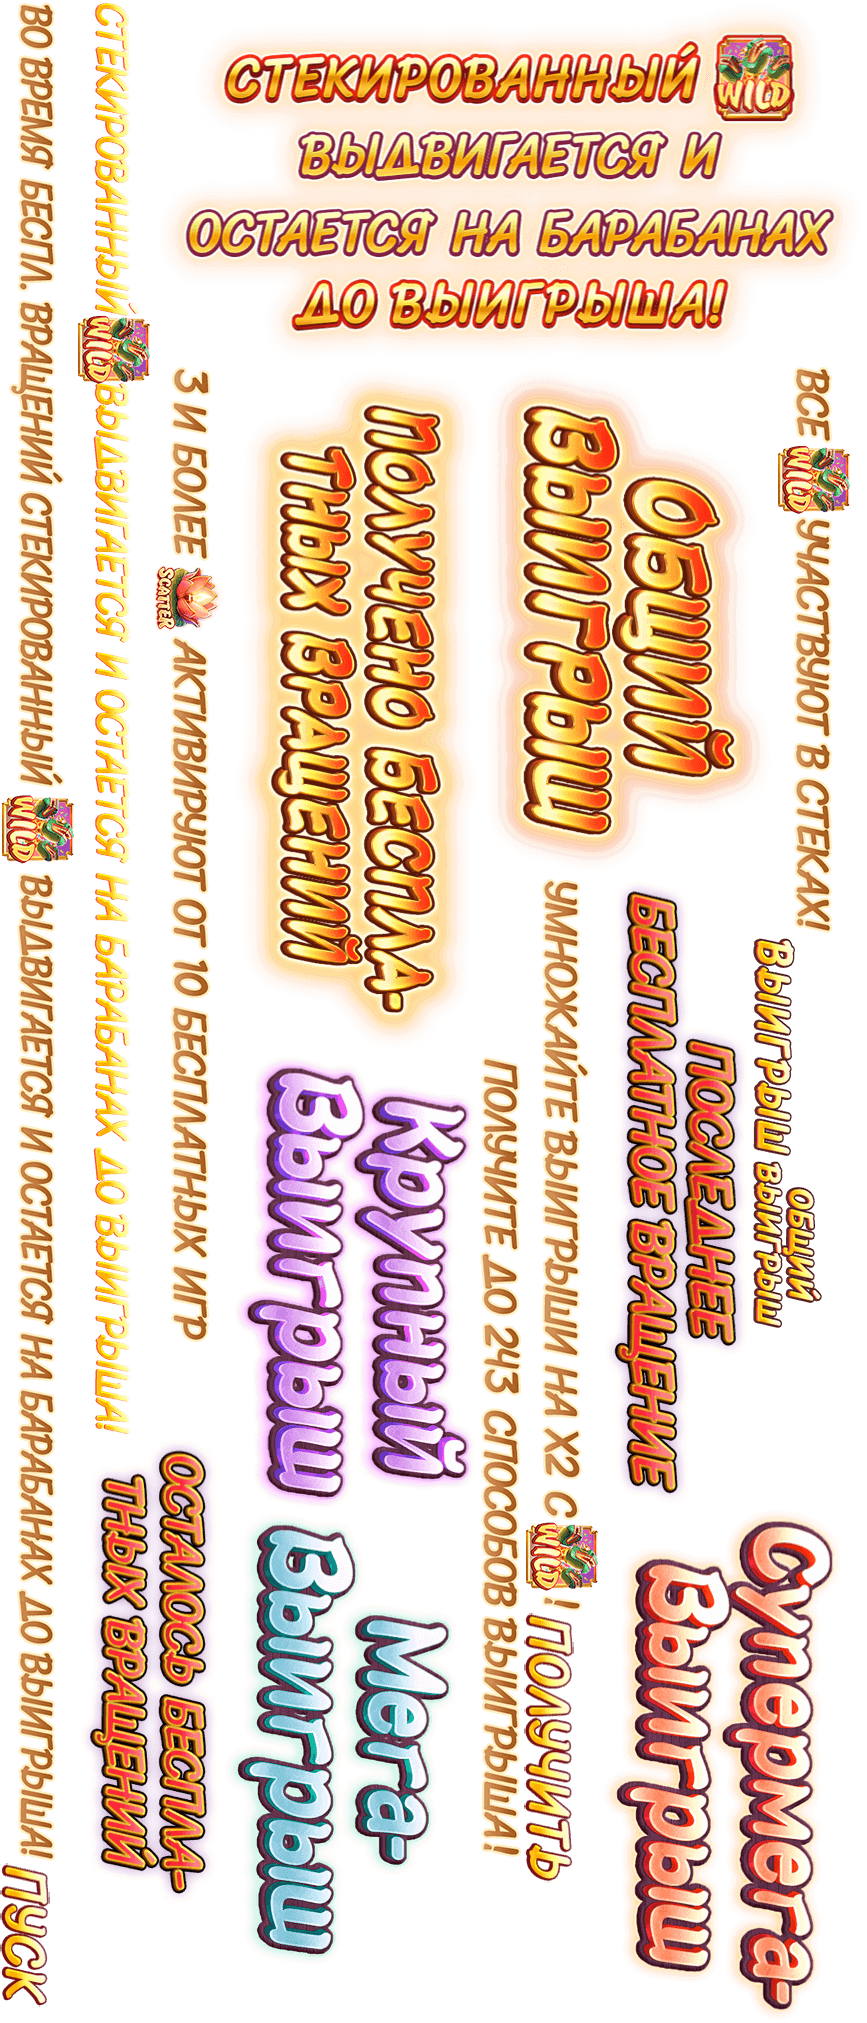 СТЕКИРОВАННЫЙ WILD
ВЫДВИГАЕТСЯ И
ОСТАЕТСЯ НА БАРАБАНАХ
ДО ВЫИГРЫША!
ВСЕ WILD УЧАСТВУЮТ В СТЕКАХ!
ОБЩИЙ
ВЫИГРЫШ
ПОЛУЧЕНО БЕСПЛА-
ТНЫХ ВРАЩЕНИЙ
3 И БОЛЕЕ SCATTER АКТИВИРУЮТ ОТ 10 БЕСПЛАТНЫХ ИГР
СТЕКИРОВАННЫЙ WILD ВЫДВИГАЕТСЯ И ОСТАЕТСЯ НА БАРАБАНАХ ДО ВЫИГРЫША!
ВО ВРЕМЯ БЕСПЛ. ВРАЩЕНИЙ СТЕКИРОВАННЫЙ WILD ВЫДВИГАЕТСЯ И ОСТАЕТСЯ НА БАРАБАНАХ ДО ВЫИГРЫША!
ВЫИГРЫШ
ОБЩИЙ
ВЫИГРЫШ
ПОСЛЕДНЕЕ
БЕСПЛАТНОЕ ВРАЩЕНИЕ
УМНОЖАЙТЕ ВЫИГРЫШИ НА X2 С WILD!
ПОЛУЧИТЕ ДО 243 СПОСОБОВ ВЫИГРЫША!
Крупный
Выигрыш
Супермега-
Выигрыш
ПОЛУЧИТЬ
Мега-
Выигрыш
ОСТАЛОСЬ БЕСПЛА-
ТНЫХ ВРАЩЕНИЙ
ПУСК